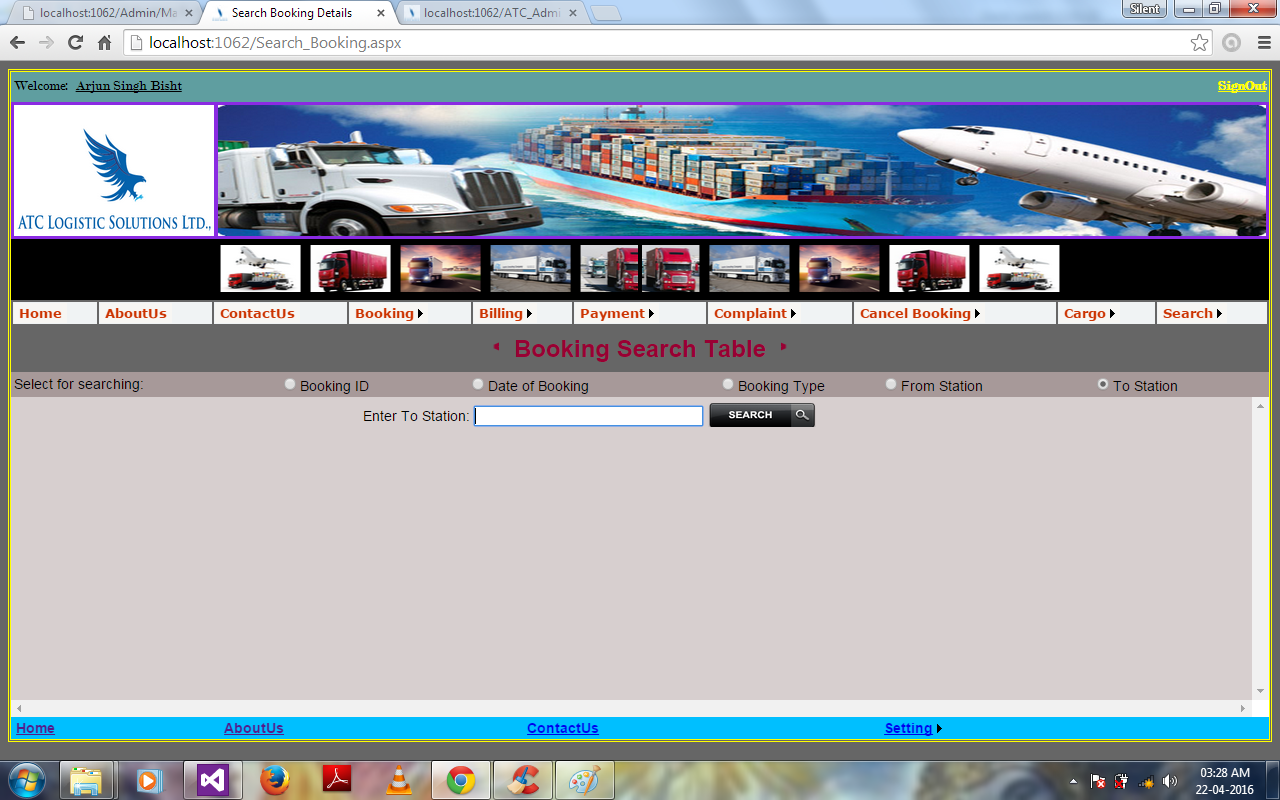 localhost:1062/Admin/Ma
Search Booking Details
localhost:1062/ATC_Admi
Silent
localhost:1062/Search_Booking.aspx
Welcome: Arjun Singh Bisht
SignOut
ATC LOGISTIC SOLUTIONS LTD.,
Home AboutUs ContactUs Booking Billing Payment Complaint Cancel Booking Cargo Search
Booking Search Table
Select for searching: Booking ID Date of Booking Booking Type From Station To Station
Enter To Station: SEARCH
Home AboutUs ContactUs Setting
03:28 AM
22-04-2016